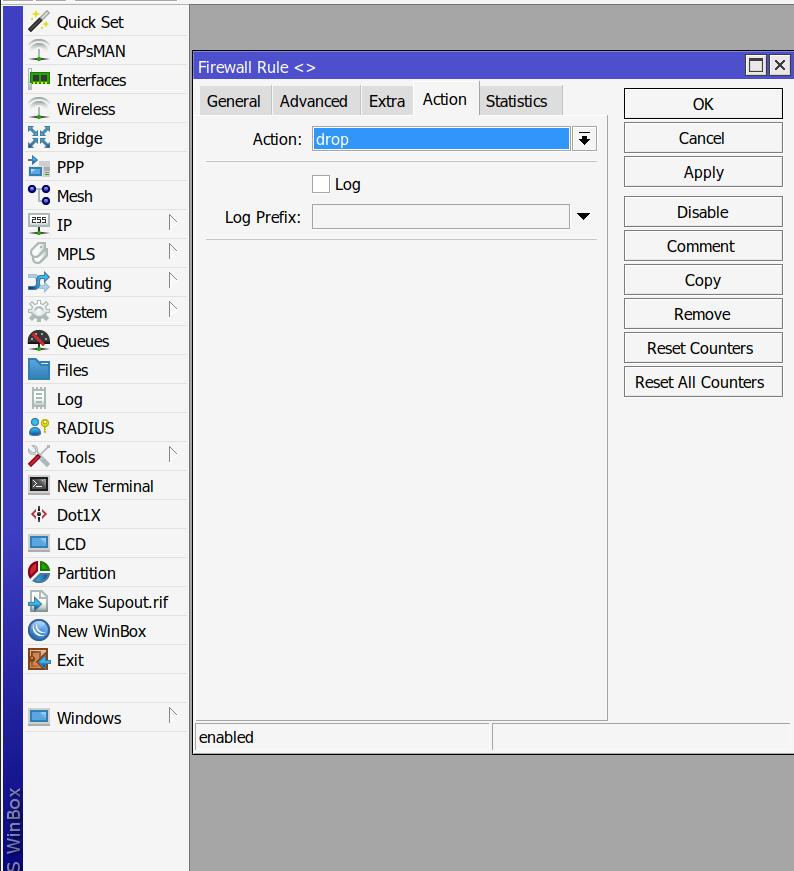 Quick Set
CAPsMAN
Interfaces
Wireless
Bridge
PPP
Mesh
255
IP
MPLS
Routing
System
Queues
Files
Log
RADIUS
Tools
New Terminal
Dot1X
LCD
Partition
Make Supout.rif
New WinBox
Exit
Windows
S WinBox
Firewall Rule <>
General Advanced Extra Action Statistics
Action: drop
Log
Log Prefix:
OK
Cancel
Apply
Disable
Comment
Copy
Remove
Reset Counters
Reset All Counters
enabled